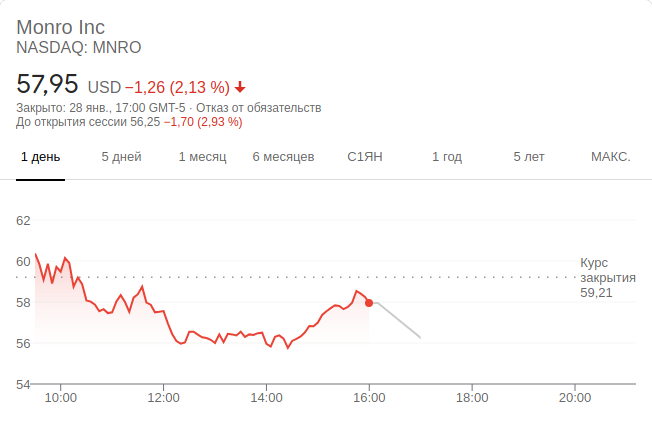 Monro Inc
NASDAQ: MNRO
57,95 USD −1,26 (2,13 %)
Закрыто: 28 янв., 17:00 GMT-5 · Отказ от обязательств
До открытия сессии 56,25 −1,70 (2,93 %)
1 день 5 дней 1 месяц 6 месяцев С1ЯН 1 год 5 лет МАКС.
62
60
58
56
54
Курс
закрытия
59,21
10:00 12:00 14:00 16:00 18:00 20:00